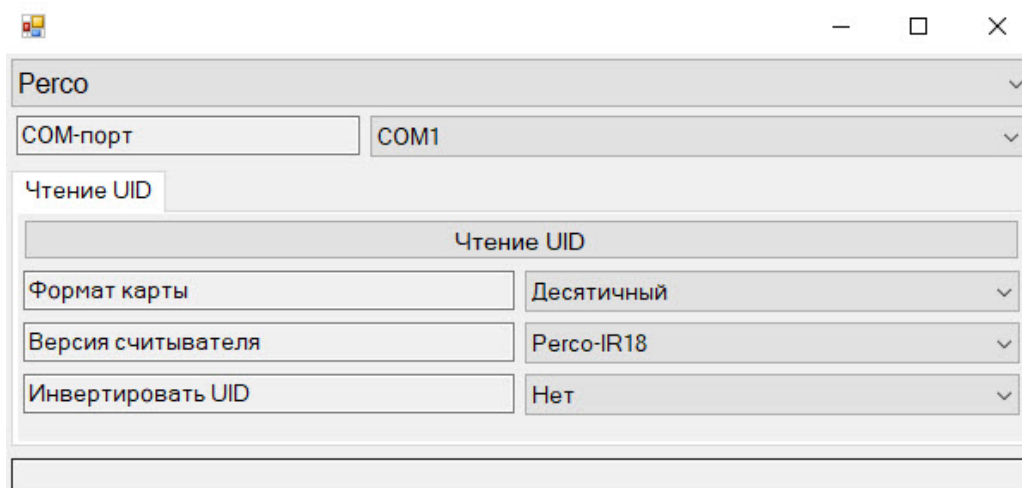 Perco
COM-порт COM1
Чтение UID
Чтение UID
Формат карты Десятичный
Версия считывателя Perco-IR18
Инвертировать UID Нет